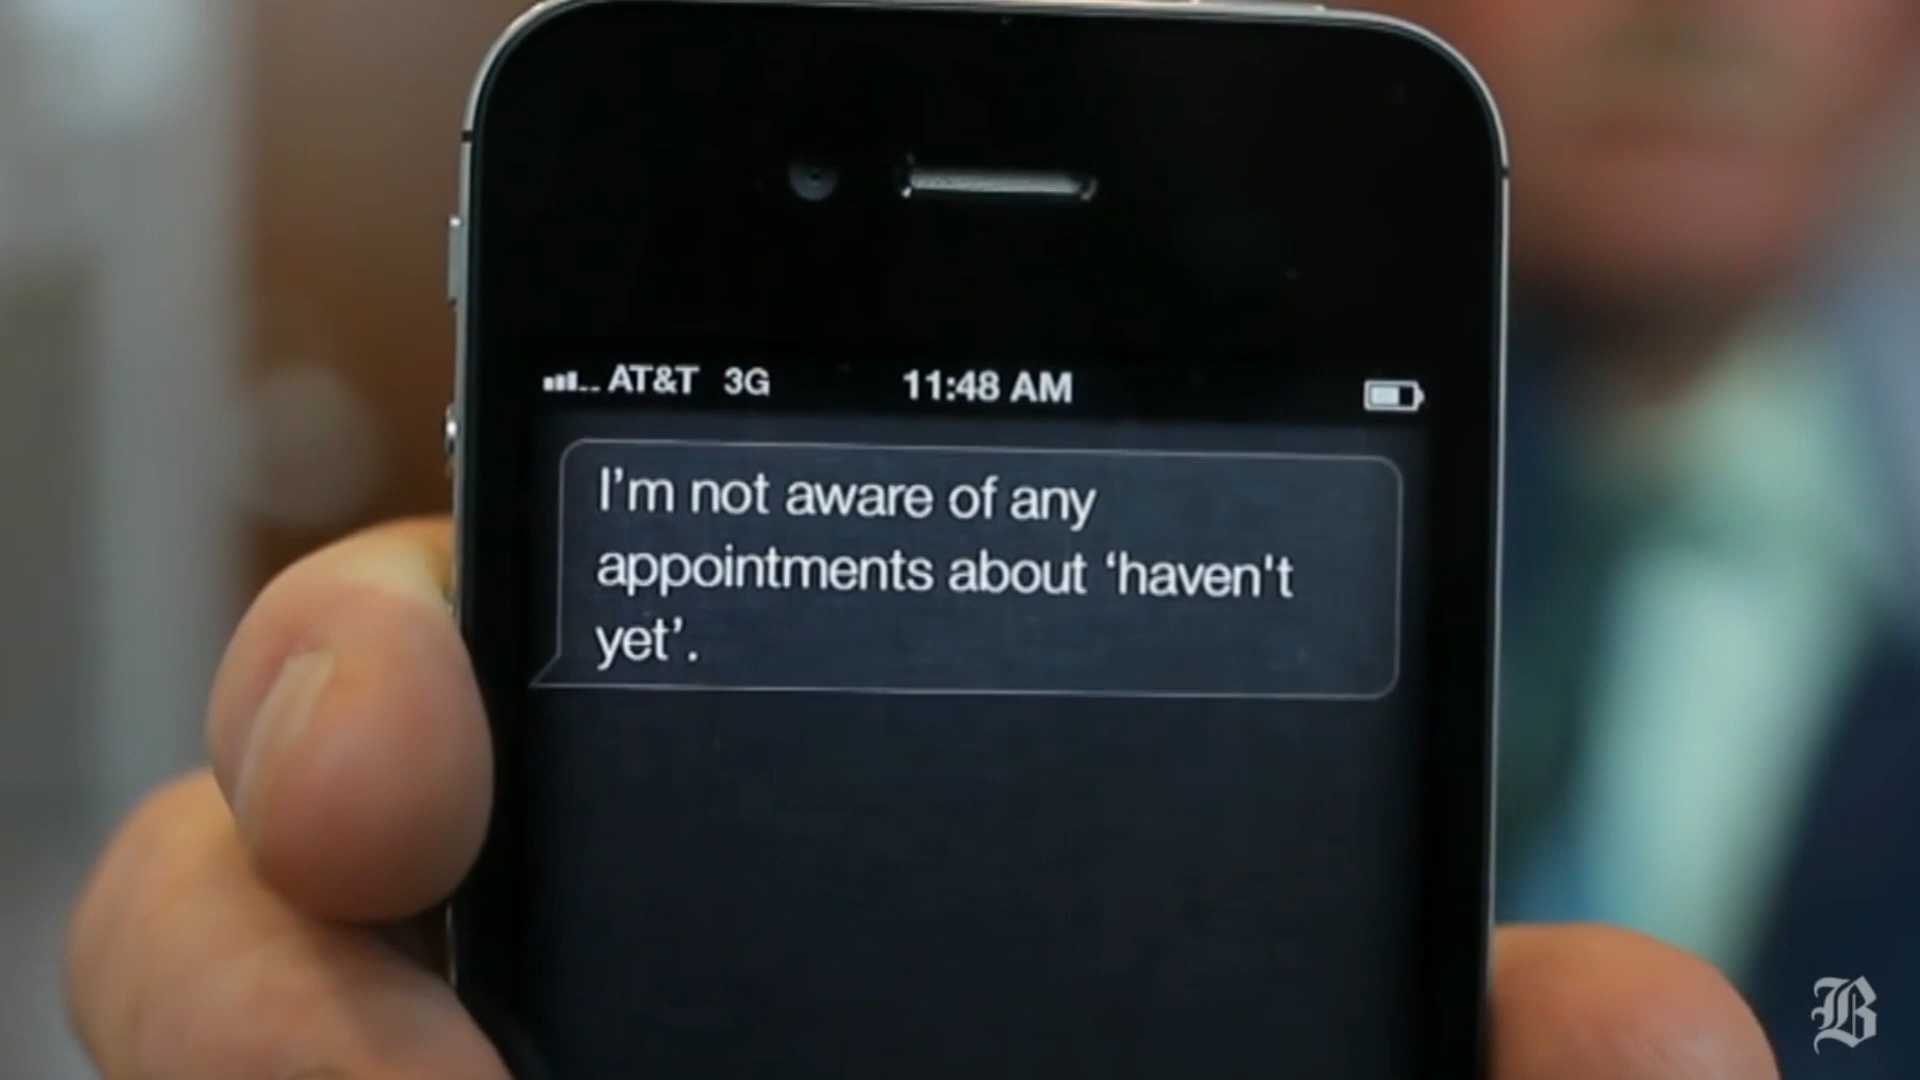 AT&T 3G 11:48 AM
I'm not aware of any
appointments about ‘haven't
yet’.
B